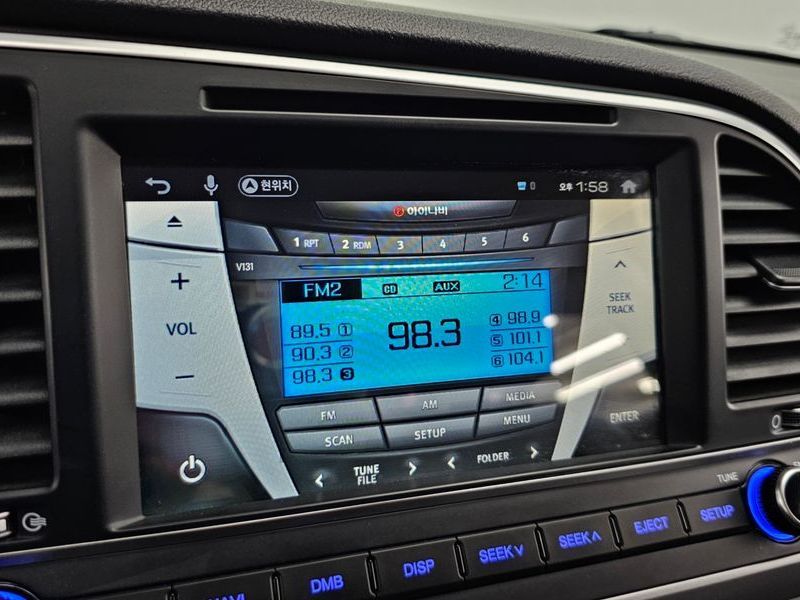 현위치
0
오후 1:58
아이나비
1 RPT 2 RDM 3 4 5 6
V131
FM2 CD AUX 2:14
89.5 1
90.3 2
98.3 3
98.3
4 98.9
5 101.1
6 104.1
+
VOL
−
SEEK
TRACK
FM AM MEDIA
SCAN SETUP MENU
ENTER
< TUNE FILE > < FOLDER >
TUNE
DMB DISP SEEK∨ SEEK∧ EJECT SETUP